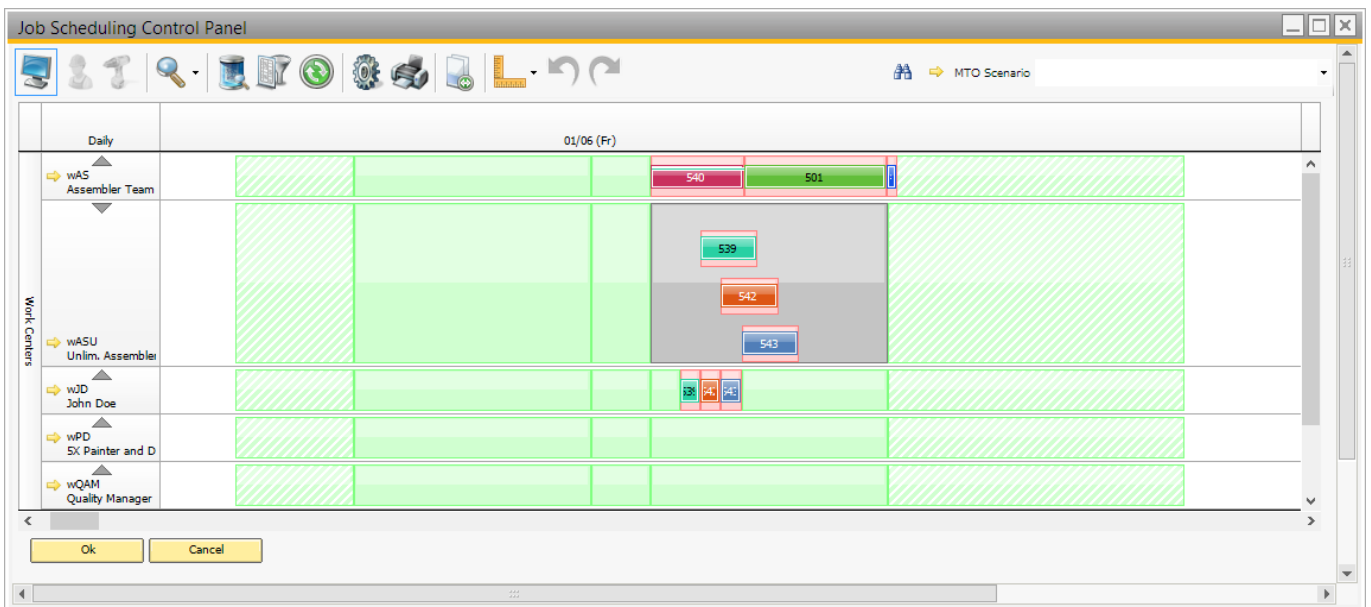 Job Scheduling Control Panel
MTO Scenario
Daily
01/06 (Fr)
wAS
Assembler Team
540
501
Work Centers
539
542
543
wASU
Unlim. Assembler
wJD
John Doe
wPD
5X Painter and D
wQAM
Quality Manager
Ok
Cancel